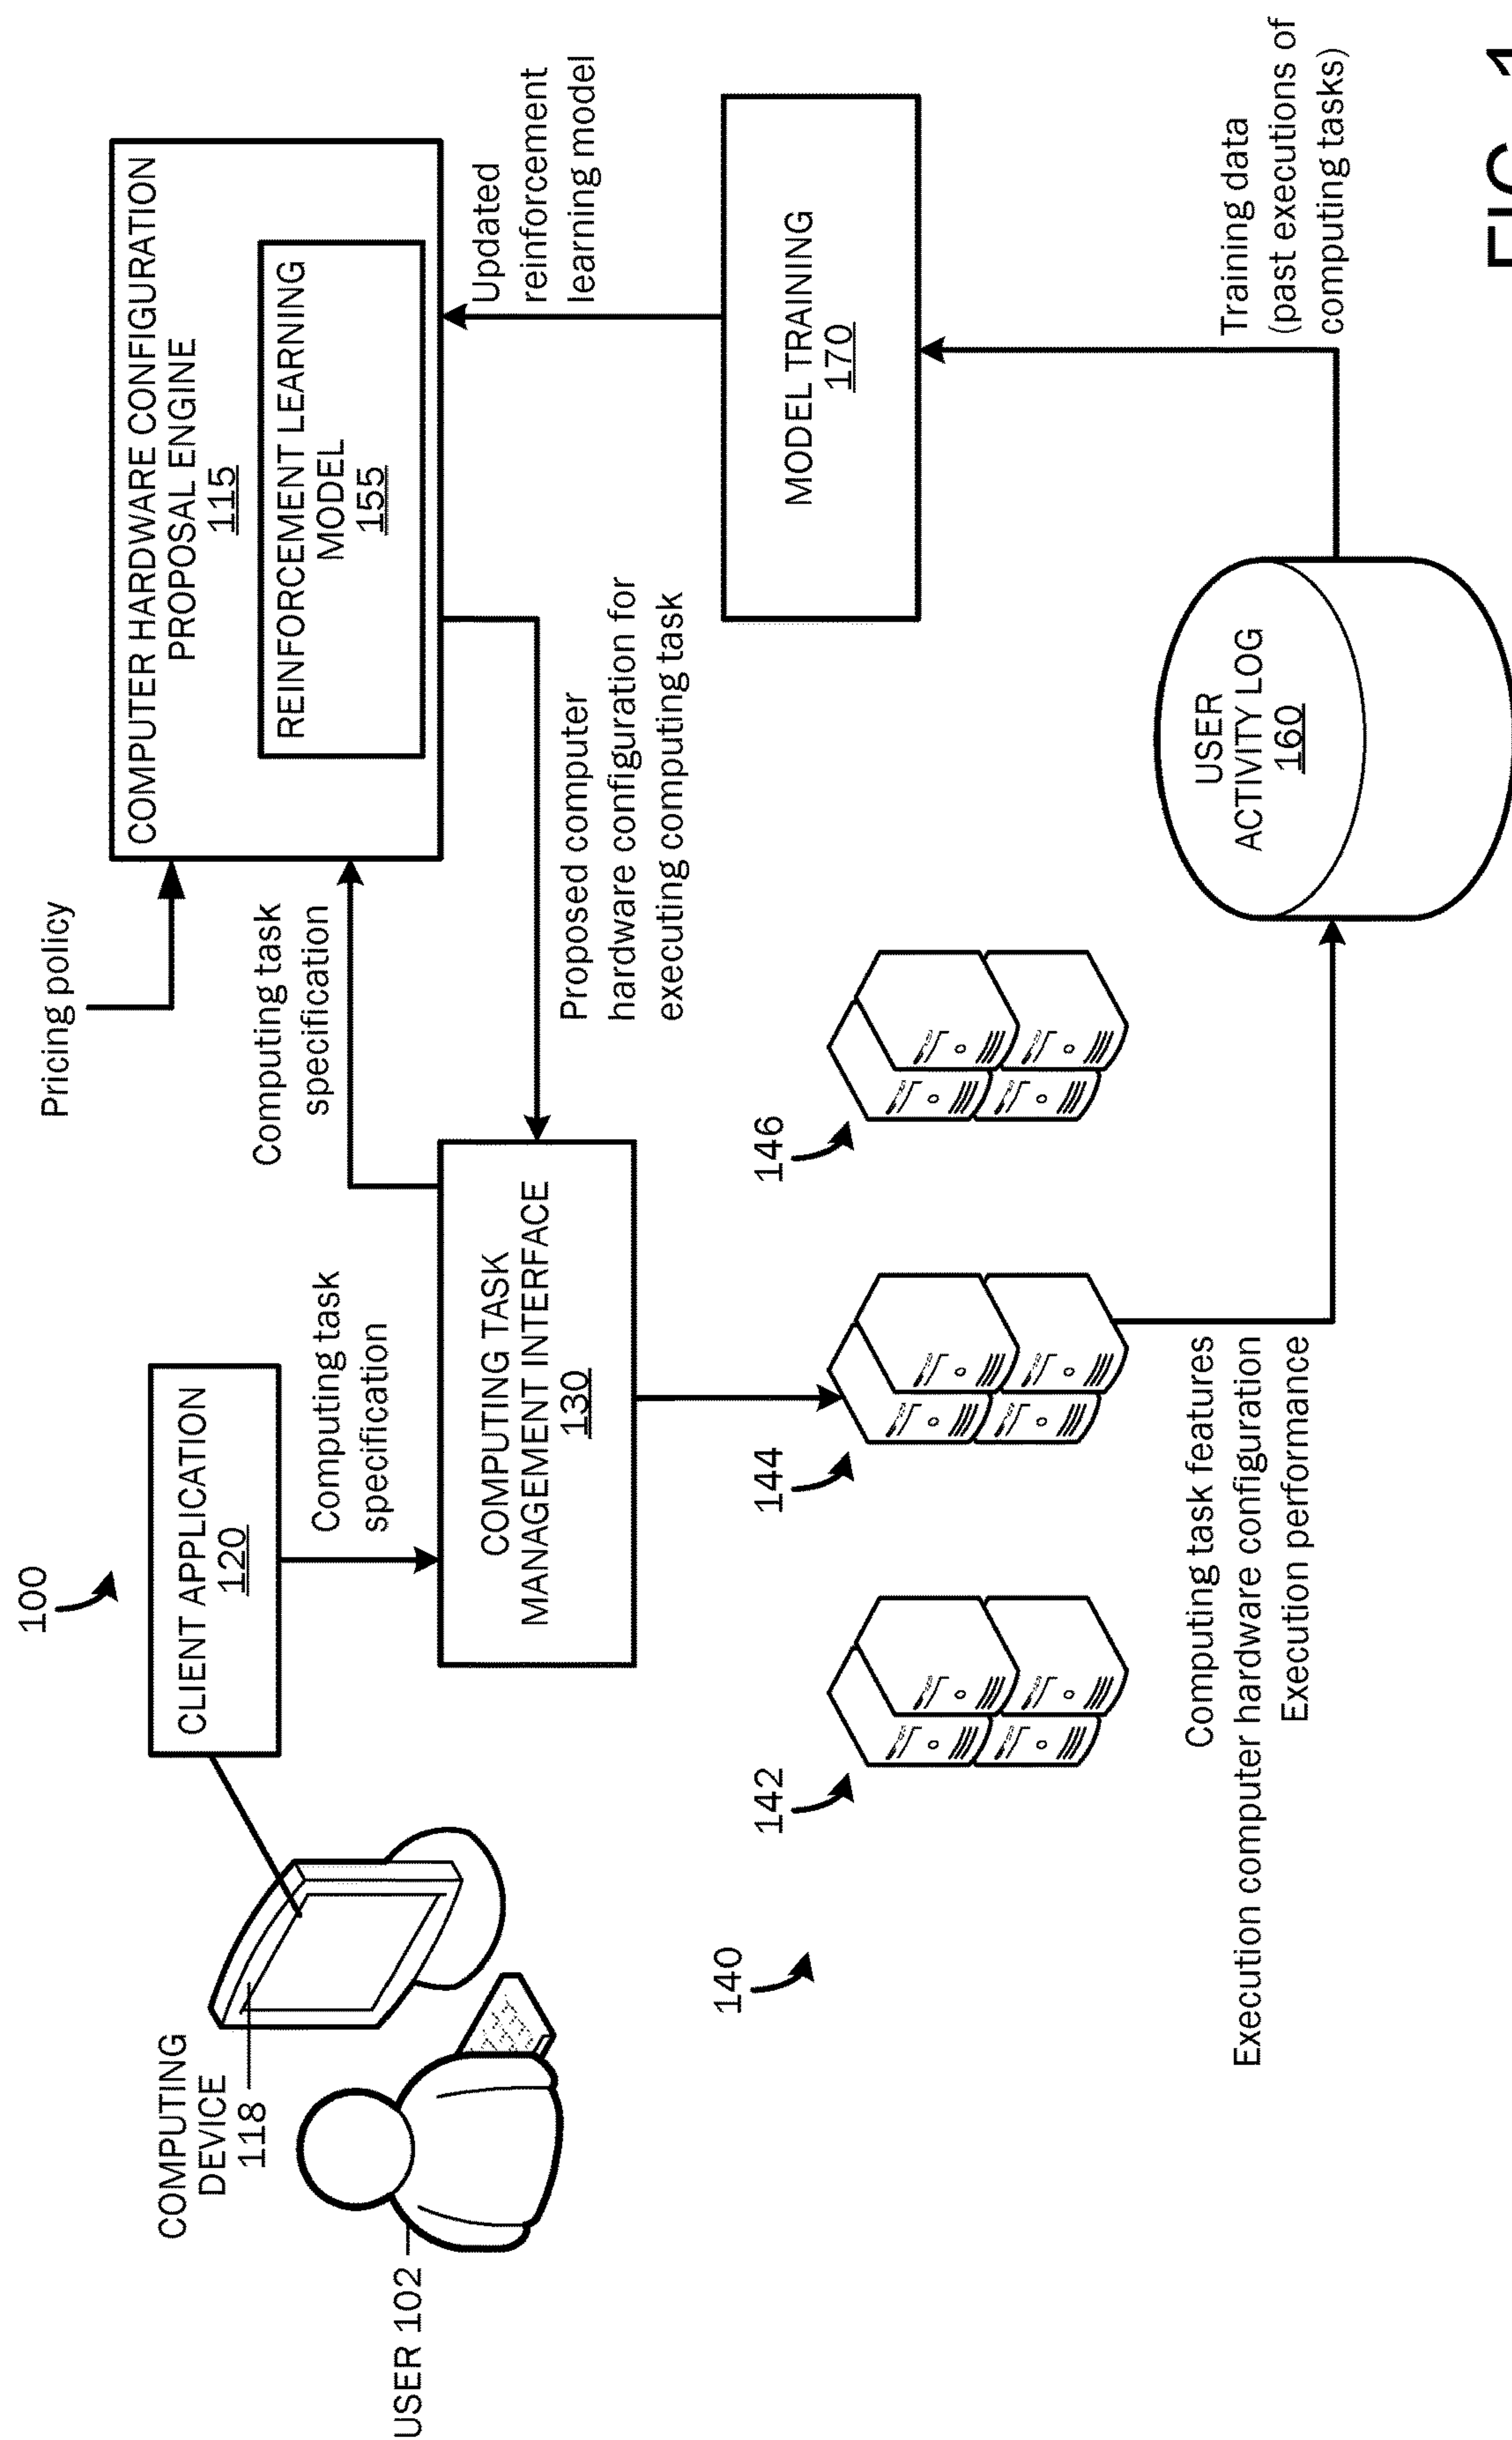 100
Pricing policy
COMPUTING
DEVICE
118
USER 102
CLIENT APPLICATION
120
Computing task
specification
Computing task
specification
COMPUTER HARDWARE CONFIGURATION
PROPOSAL ENGINE
115
REINFORCEMENT LEARNING
MODEL
155
COMPUTING TASK
MANAGEMENT INTERFACE
130
Proposed computer
hardware configuration for
executing computing task
Updated
reinforcement
learning model
140
142
144
146
MODEL TRAINING
170
Computing task features
Execution computer hardware configuration
Execution performance
USER
ACTIVITY LOG
160
Training data
(past executions of
computing tasks)